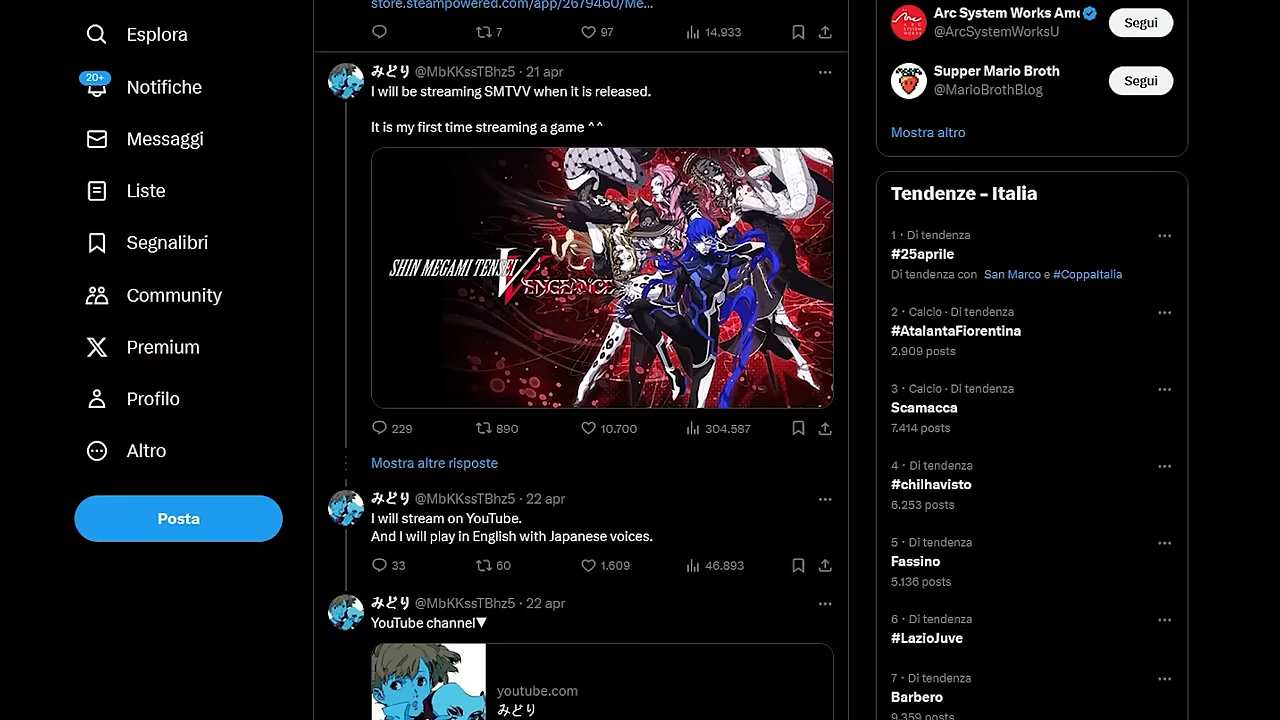 Esplora
20+
Notifiche
Messaggi
Liste
Segnalibri
Community
Premium
Profilo
Altro
Posta
store.steampowered.com/app/2679460/Me…
7
97
14.933
みどり @MbKKssTBhz5 · 21 apr
I will be streaming SMTVV when it is released.
It is my first time streaming a game ^^
SHIN MEGAMI TENSEI V
VENGEANCE
229
890
10.700
304.587
Mostra altre risposte
みどり @MbKKssTBhz5 · 22 apr
I will stream on YouTube.
And I will play in English with Japanese voices.
33
60
1.609
46.893
みどり @MbKKssTBhz5 · 22 apr
YouTube channel▼
youtube.com
みどり
Arc System Works Am
@ArcSystemWorksU
Segui
Supper Mario Broth
@MarioBrothBlog
Segui
Mostra altro
Tendenze - Italia
1 · Di tendenza
#25aprile
Di tendenza con San Marco e #CoppaItalia
2 · Calcio · Di tendenza
#AtalantaFiorentina
2.909 posts
3 · Calcio · Di tendenza
Scamacca
7.414 posts
4 · Di tendenza
#chilhavisto
6.253 posts
5 · Di tendenza
Fassino
5.136 posts
6 · Di tendenza
#LazioJuve
7 · Di tendenza
Barbero
9.359 posts